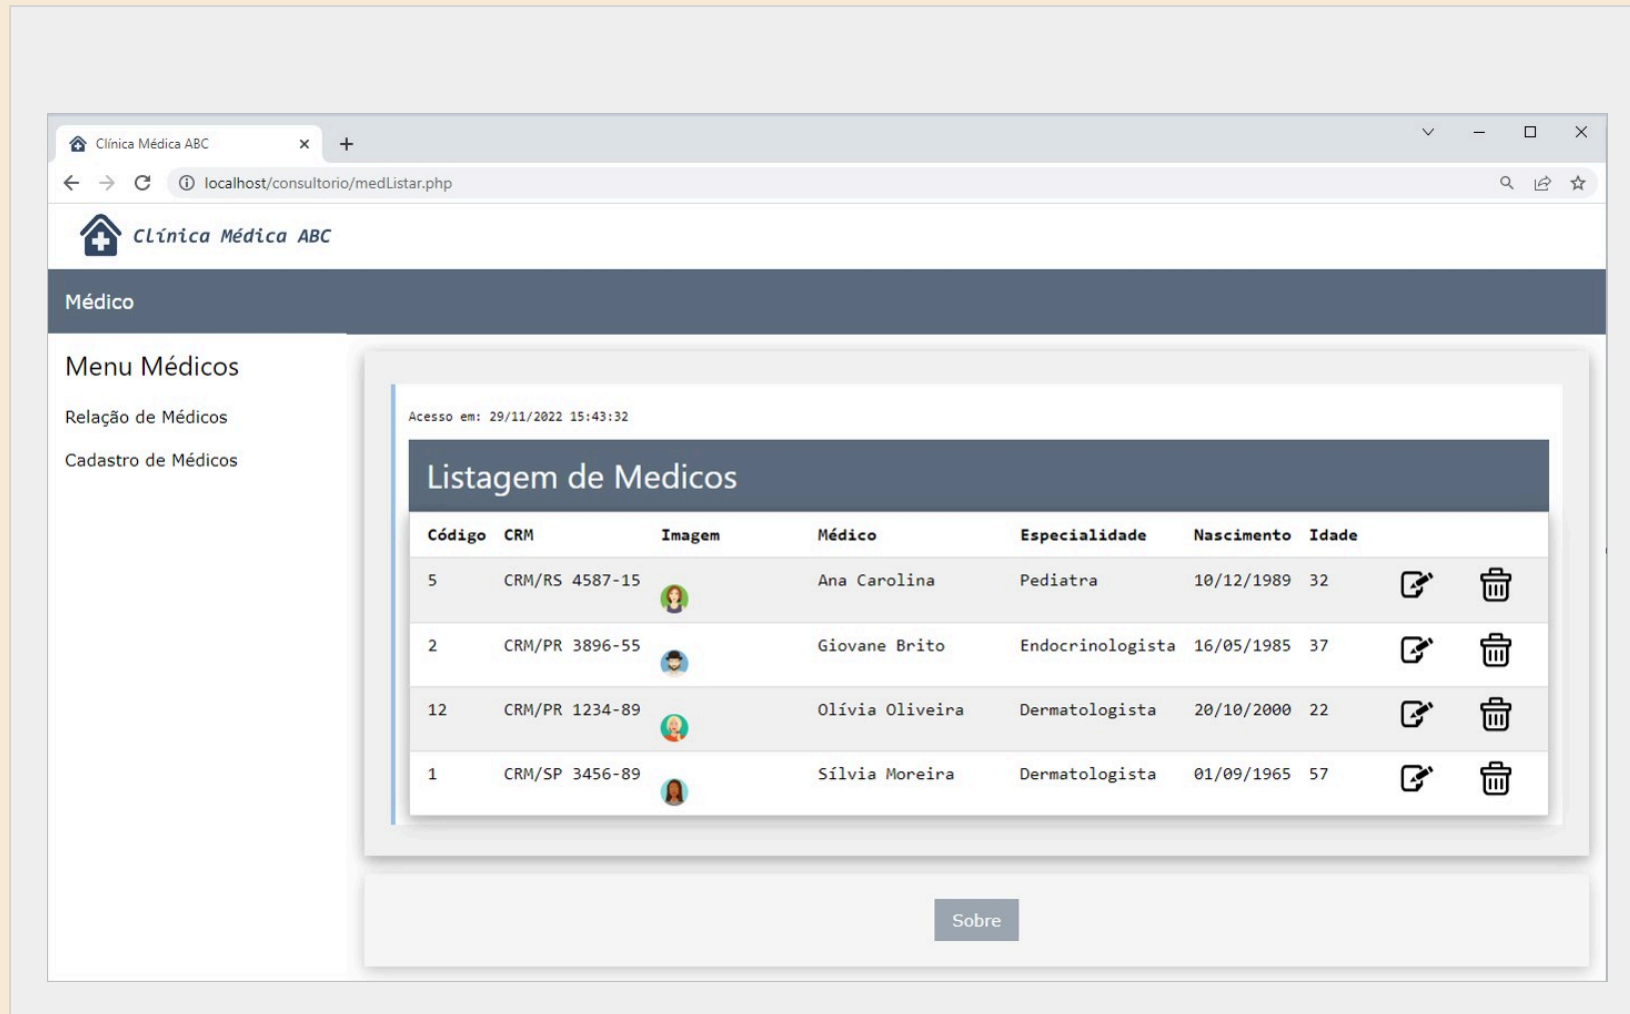 Clínica Médica ABC
localhost/consultorio/medListar.php
Clínica Médica ABC
Médico
Menu Médicos
Relação de Médicos
Cadastro de Médicos
Acesso em: 29/11/2022 15:43:32
Listagem de Medicos
Código CRM Imagem Médico Especialidade Nascimento Idade
5 CRM/RS 4587-15 Ana Carolina Pediatra 10/12/1989 32
2 CRM/PR 3896-55 Giovane Brito Endocrinologista 16/05/1985 37
12 CRM/PR 1234-89 Olívia Oliveira Dermatologista 20/10/2000 22
1 CRM/SP 3456-89 Sílvia Moreira Dermatologista 01/09/1965 57
Sobre